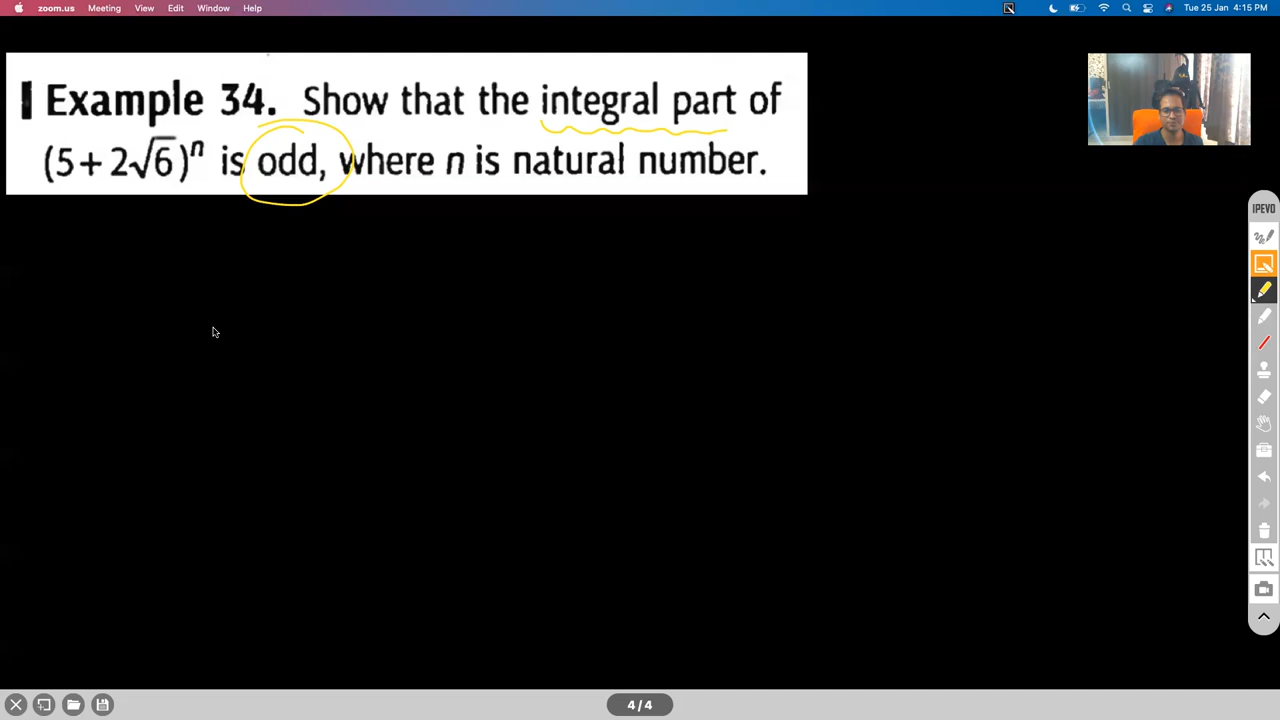 zoom.us Meeting View Edit Window Help Tue 25 Jan 4:15 PM
Example 34. Show that the integral part of
(5+2√6)ⁿ is odd, where n is natural number.
IPEVO
4/4